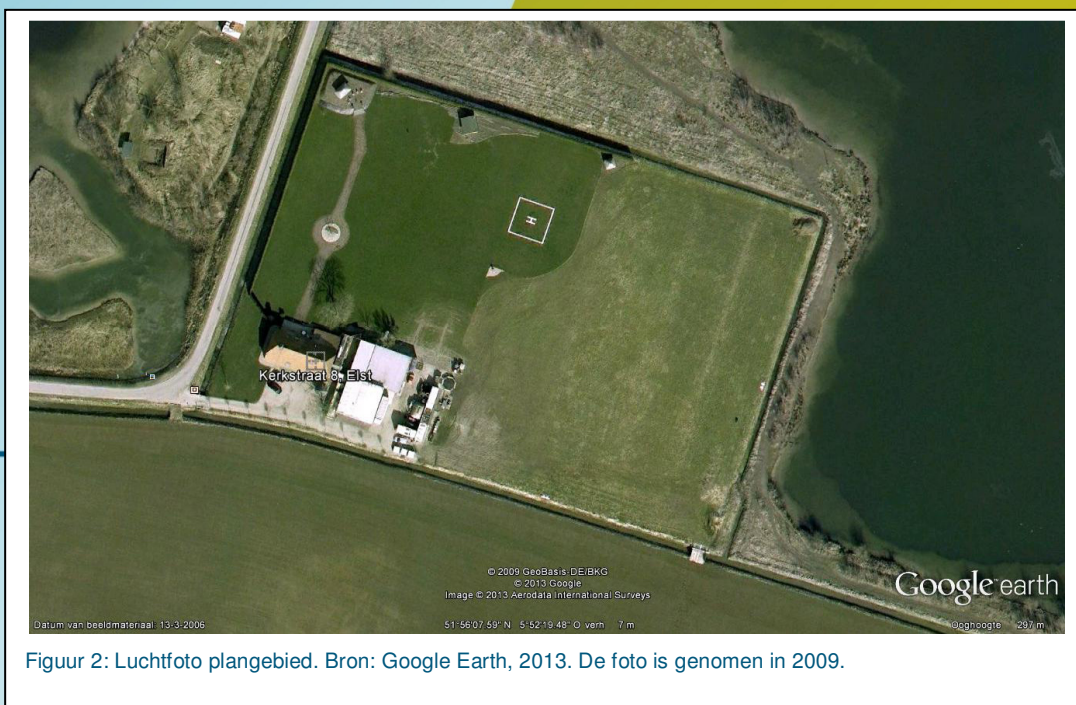 H
Kerkstraat 8, Elst
© 2009 GeoBasis-DE/BKG
© 2013 Google
Image © 2013 Aerodata International Surveys
Google earth
Datum van beeldmateriaal: 13-3-2006
51°56'07.59" N 5°52'19.48" O verh 7 m
Ooghoogte 297 m
Figuur 2: Luchtfoto plangebied. Bron: Google Earth, 2013. De foto is genomen in 2009.